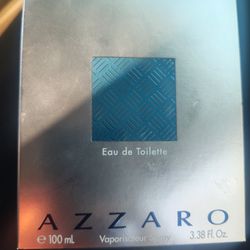 Eau de Toilette
AZZARO
℮ 100 mL Vaporisateur Spray 3.38 Fl. Oz.